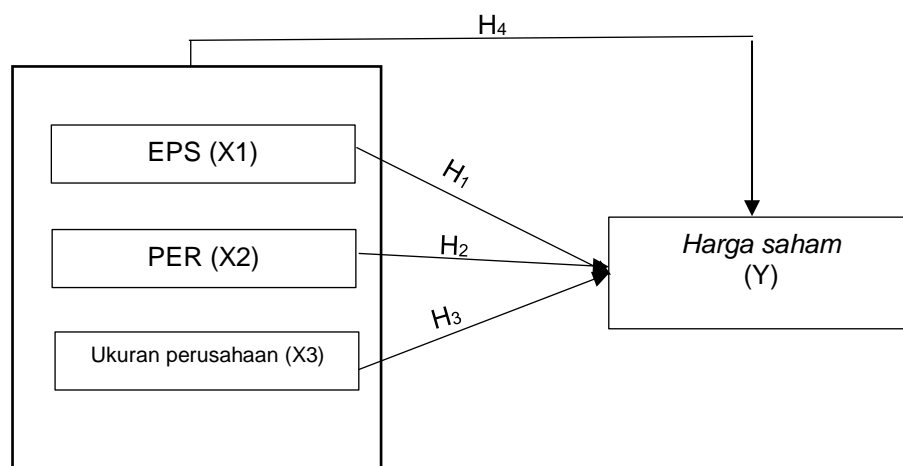 H4
EPS (X1)
H1
PER (X2)
H2
Harga saham
(Y)
H3
Ukuran perusahaan (X3)